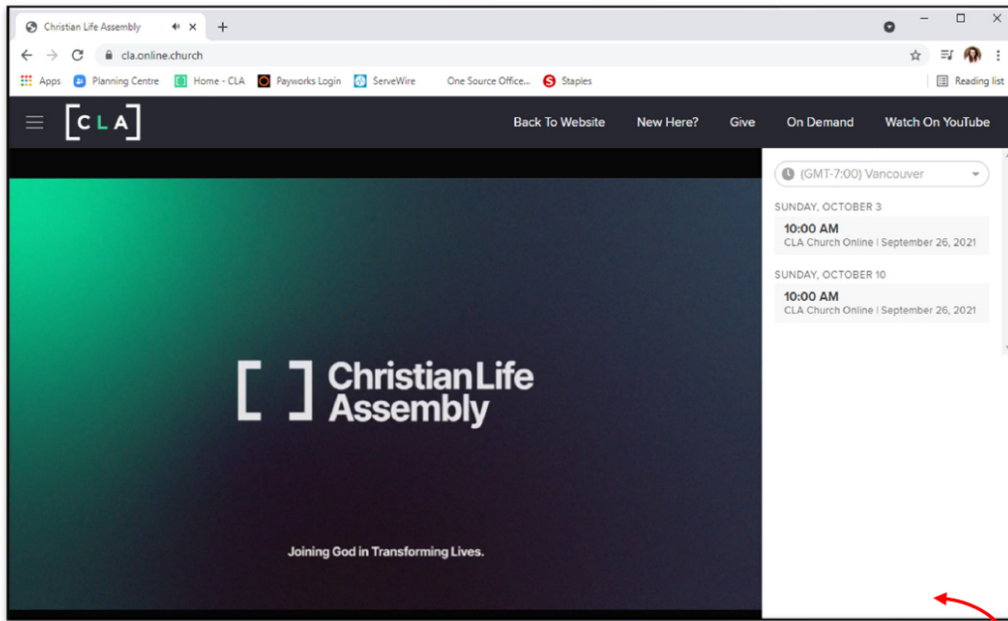 Christian Life Assembly
cla.online.church
Apps Planning Centre Home - CLA Payworks Login ServeWire One Source Office... Staples Reading list
[CLA] Back To Website New Here? Give On Demand Watch On YouTube
(GMT-7:00) Vancouver
SUNDAY, OCTOBER 3
10:00 AM
CLA Church Online | September 26, 2021
SUNDAY, OCTOBER 10
10:00 AM
CLA Church Online | September 26, 2021
[ ] Christian Life
Assembly
Joining God in Transforming Lives.